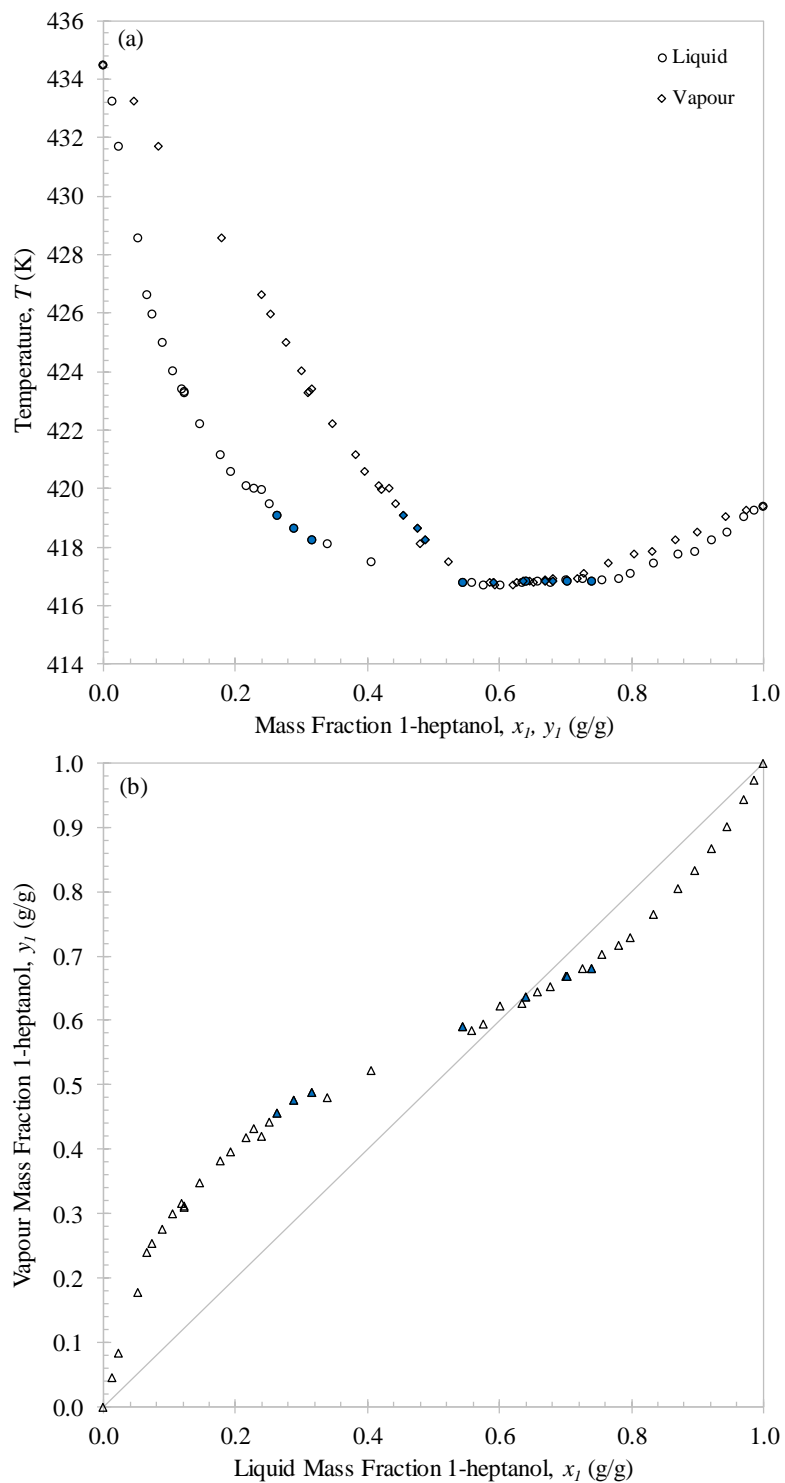 436
434
432
430
428
426
424
422
420
418
416
414
Temperature, T (K)
(a)
Liquid
Vapour
0.0 0.2 0.4 0.6 0.8 1.0
Mass Fraction 1-heptanol, x1, y1 (g/g)
1.0
0.9
0.8
0.7
0.6
0.5
0.4
0.3
0.2
0.1
0.0
Vapour Mass Fraction 1-heptanol, y1 (g/g)
(b)
0.0 0.2 0.4 0.6 0.8 1.0
Liquid Mass Fraction 1-heptanol, x1 (g/g)